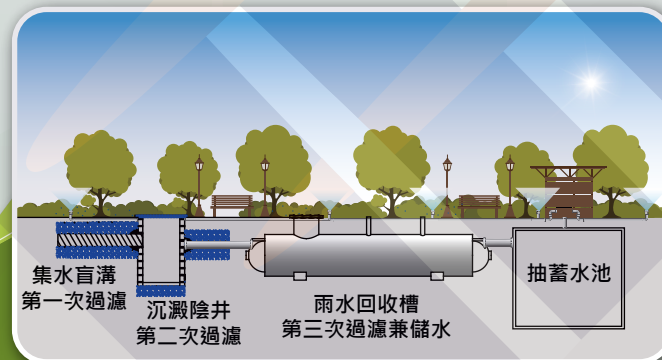 集水盲溝
第一次過濾
沉澱陰井
第二次過濾
雨水回收槽
第三次過濾兼儲水
抽蓄水池